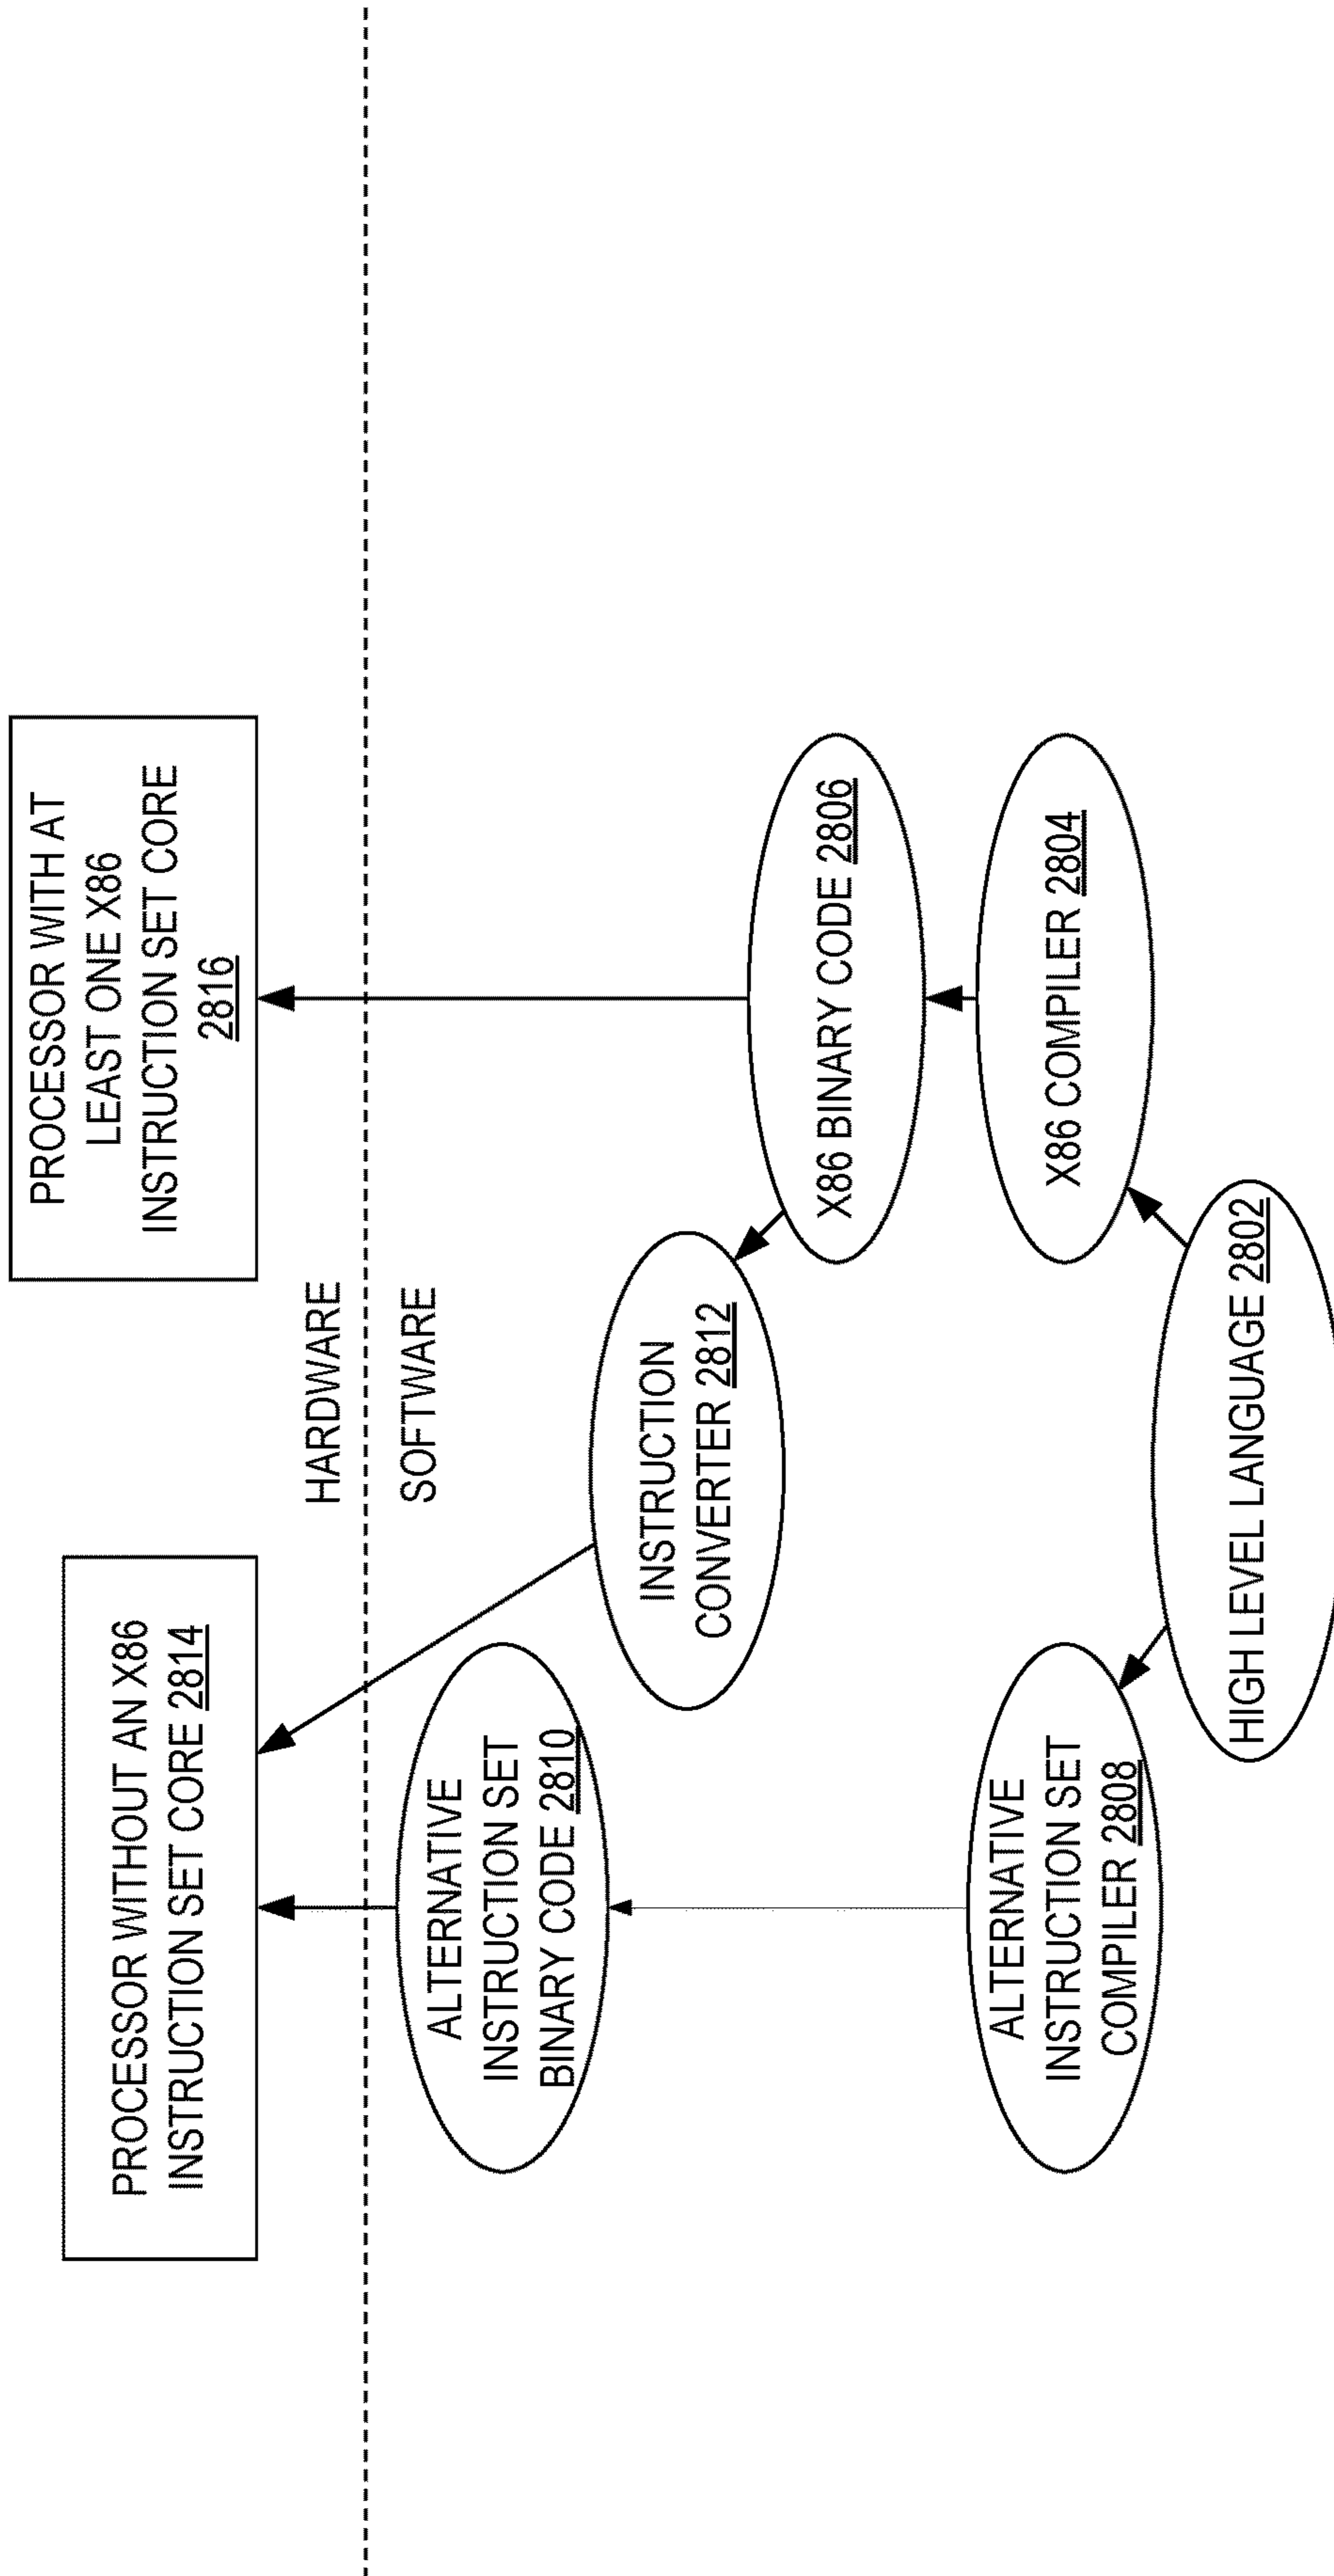 PROCESSOR WITHOUT AN X86
INSTRUCTION SET CORE 2814
PROCESSOR WITH AT
LEAST ONE X86
INSTRUCTION SET CORE
2816
HARDWARE
SOFTWARE
ALTERNATIVE
INSTRUCTION SET
BINARY CODE 2810
INSTRUCTION
CONVERTER 2812
X86 BINARY CODE 2806
ALTERNATIVE
INSTRUCTION SET
COMPILER 2808
X86 COMPILER 2804
HIGH LEVEL LANGUAGE 2802